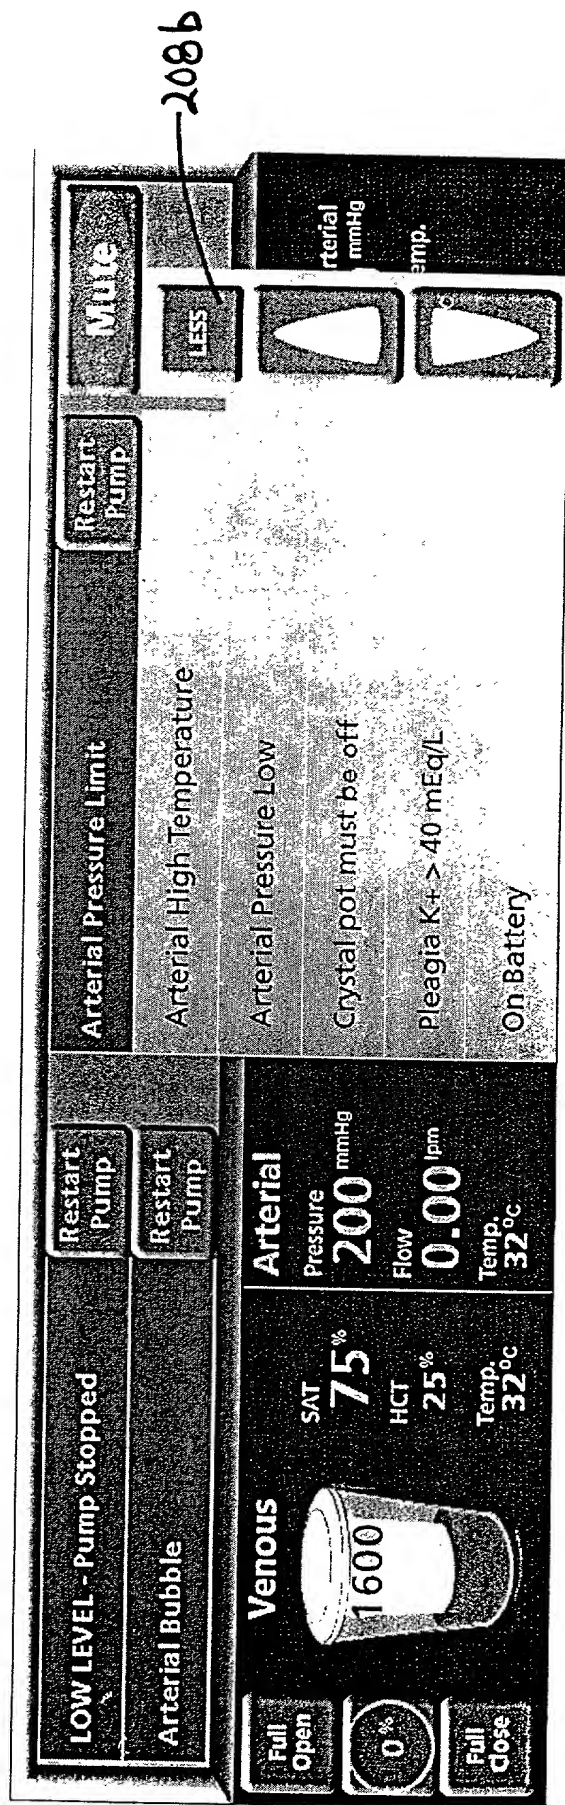 208b
LOW LEVEL - Pump Stopped
Restart
Pump
Arterial Pressure Limit
Restart
Pump
Mute
Arterial Bubble
Restart
Pump
Arterial High Temperature
LESS
Arterial Pressure Low
Crystal pot must be off
Pleagia K+ > 40 mEq/L
On Battery
Full
Open
0%
Full
Close
Venous
1600
SAT
75%
HCT
25%
Temp.
32°C
Arterial
Pressure
200 mmHg
Flow
0.00 lpm
Temp.
32°C
rterial
mmHg
emp.